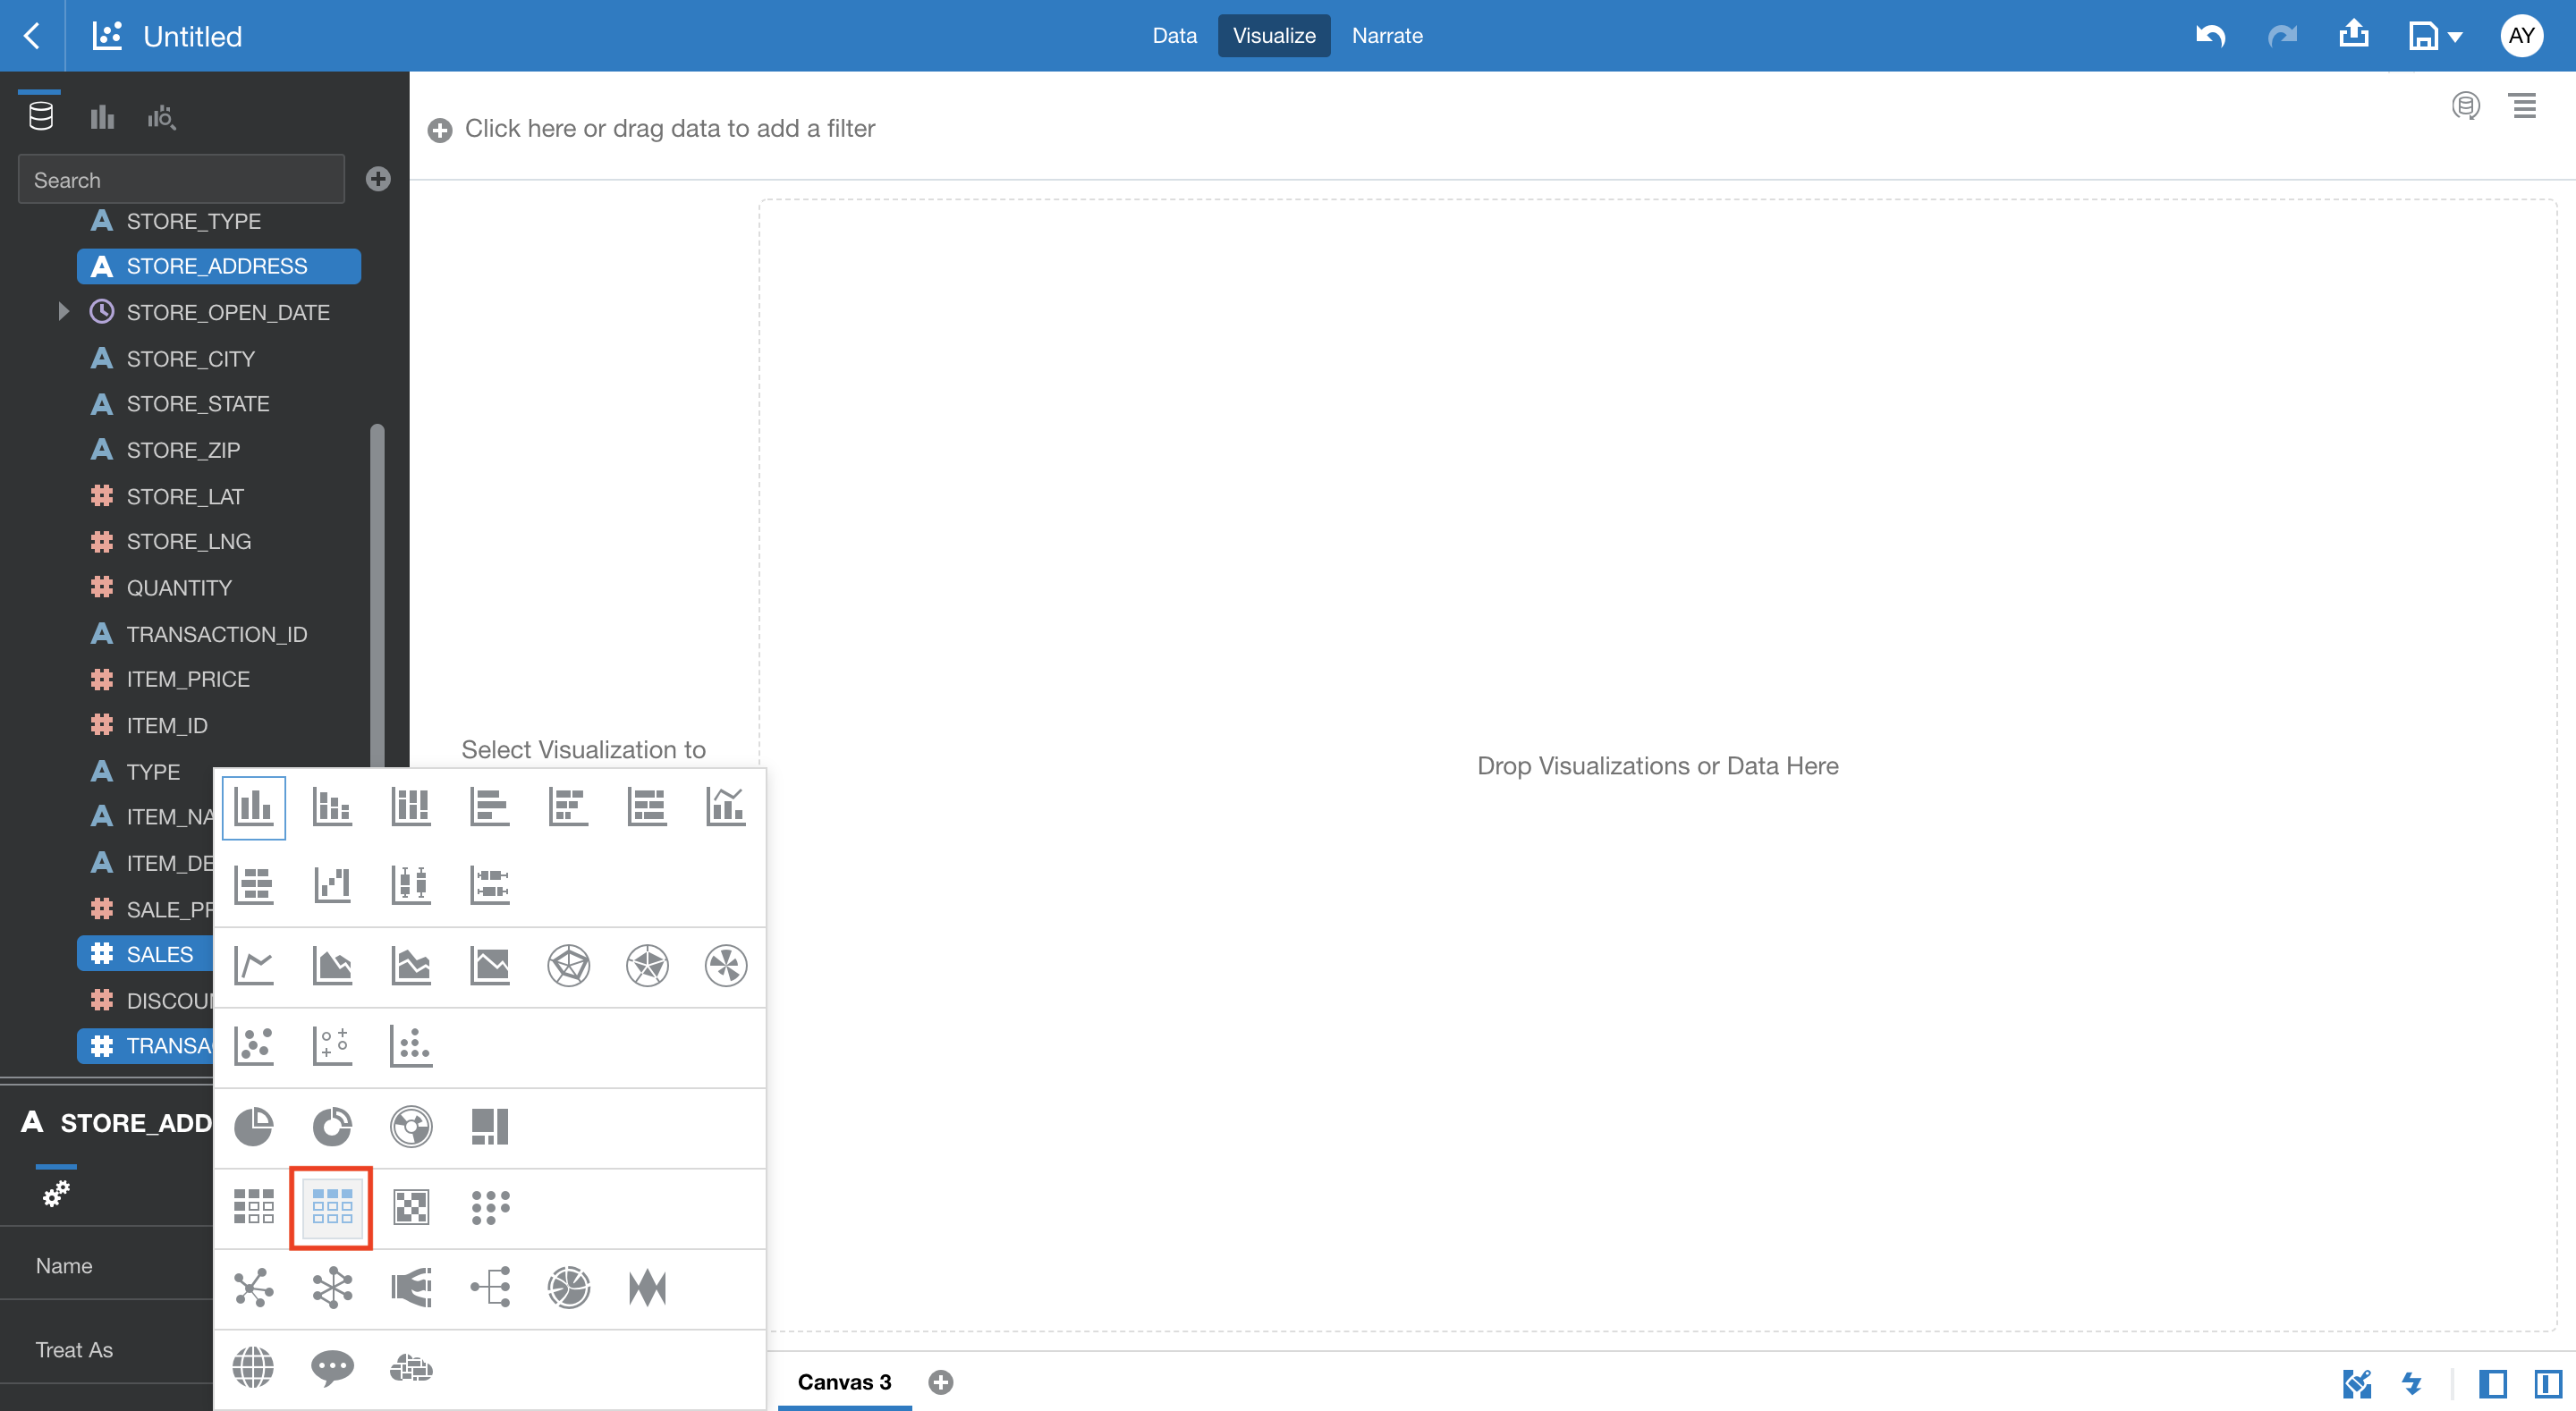 Untitled
Data Visualize Narrate
AY
Click here or drag data to add a filter
Search
STORE_TYPE
STORE_ADDRESS
STORE_OPEN_DATE
STORE_CITY
STORE_STATE
STORE_ZIP
STORE_LAT
STORE_LNG
QUANTITY
TRANSACTION_ID
ITEM_PRICE
ITEM_ID
TYPE
ITEM_NA
ITEM_DE
SALE_PR
SALES
DISCOUN
TRANSA
STORE_ADD
Name
Treat As
Select Visualization to
Drop Visualizations or Data Here
Canvas 3